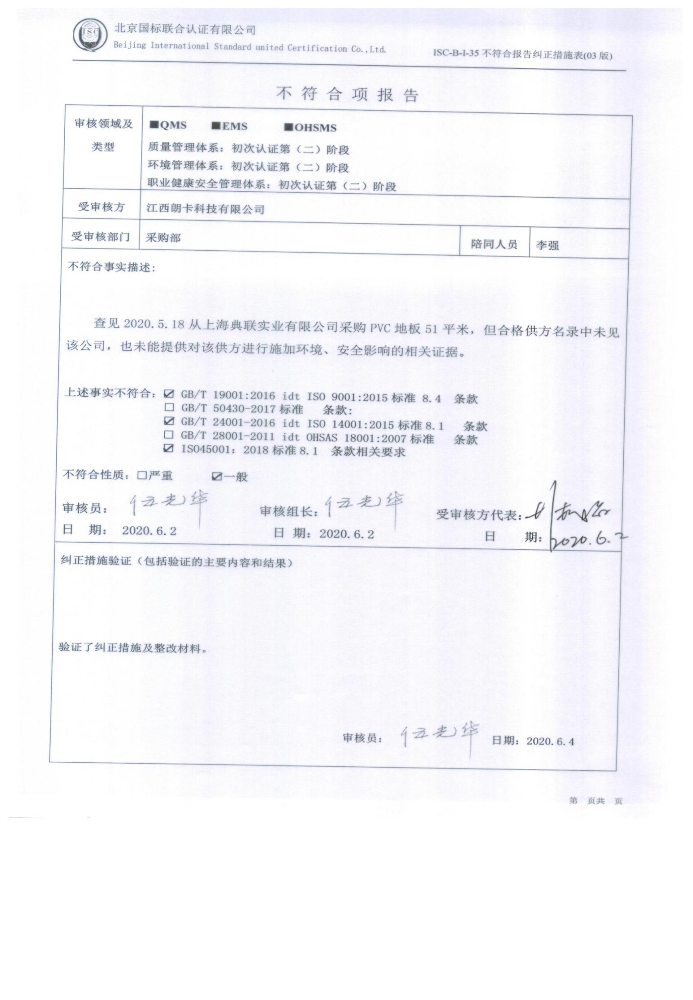 ISC
北京国标联合认证有限公司
Beijing International Standard united Certification Co.,Ltd.
ISC-B-I-35 不符合报告纠正措施表(03 版)
不符合项报告
审核领域及类型
■QMS ■EMS ■OHSMS
质量管理体系：初次认证第（二）阶段
环境管理体系：初次认证第（二）阶段
职业健康安全管理体系：初次认证第（二）阶段
受审核方 江西朗卡科技有限公司
受审核部门 采购部 陪同人员 李强
不符合事实描述：
查见 2020.5.18 从上海典联实业有限公司采购 PVC 地板 51 平米，但合格供方名录中未见
该公司，也未能提供对该供方进行施加环境、安全影响的相关证据。
上述事实不符合：☑ GB/T 19001:2016 idt ISO 9001:2015 标准 8.4 条款
☐ GB/T 50430-2017 标准 条款：
☑ GB/T 24001-2016 idt ISO 14001:2015 标准 8.1 条款
☐ GB/T 28001-2011 idt OHSAS 18001:2007 标准 条款
☑ ISO45001：2018 标准 8.1 条款相关要求
不符合性质：☐严重 ☑一般
审核员： 伍光华 审核组长： 伍光华 受审核方代表：
日 期： 2020.6.2 日 期：2020.6.2 日 期：2020.6.2
纠正措施验证（包括验证的主要内容和结果）
验证了纠正措施及整改材料。
审核员： 伍光华 日期：2020.6.4
第 页共 页